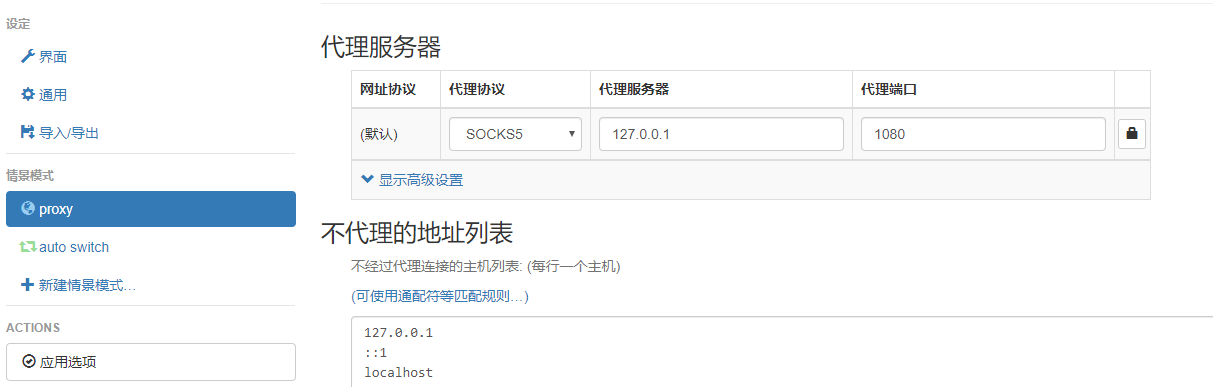 设定
界面
通用
导入/导出
情景模式
proxy
auto switch
新建情景模式…
ACTIONS
应用选项
代理服务器
网址协议 代理协议 代理服务器 代理端口
(默认) SOCKS5 127.0.0.1 1080
显示高级设置
不代理的地址列表
不经过代理连接的主机列表: (每行一个主机)
(可使用通配符等匹配规则…)
127.0.0.1
::1
localhost